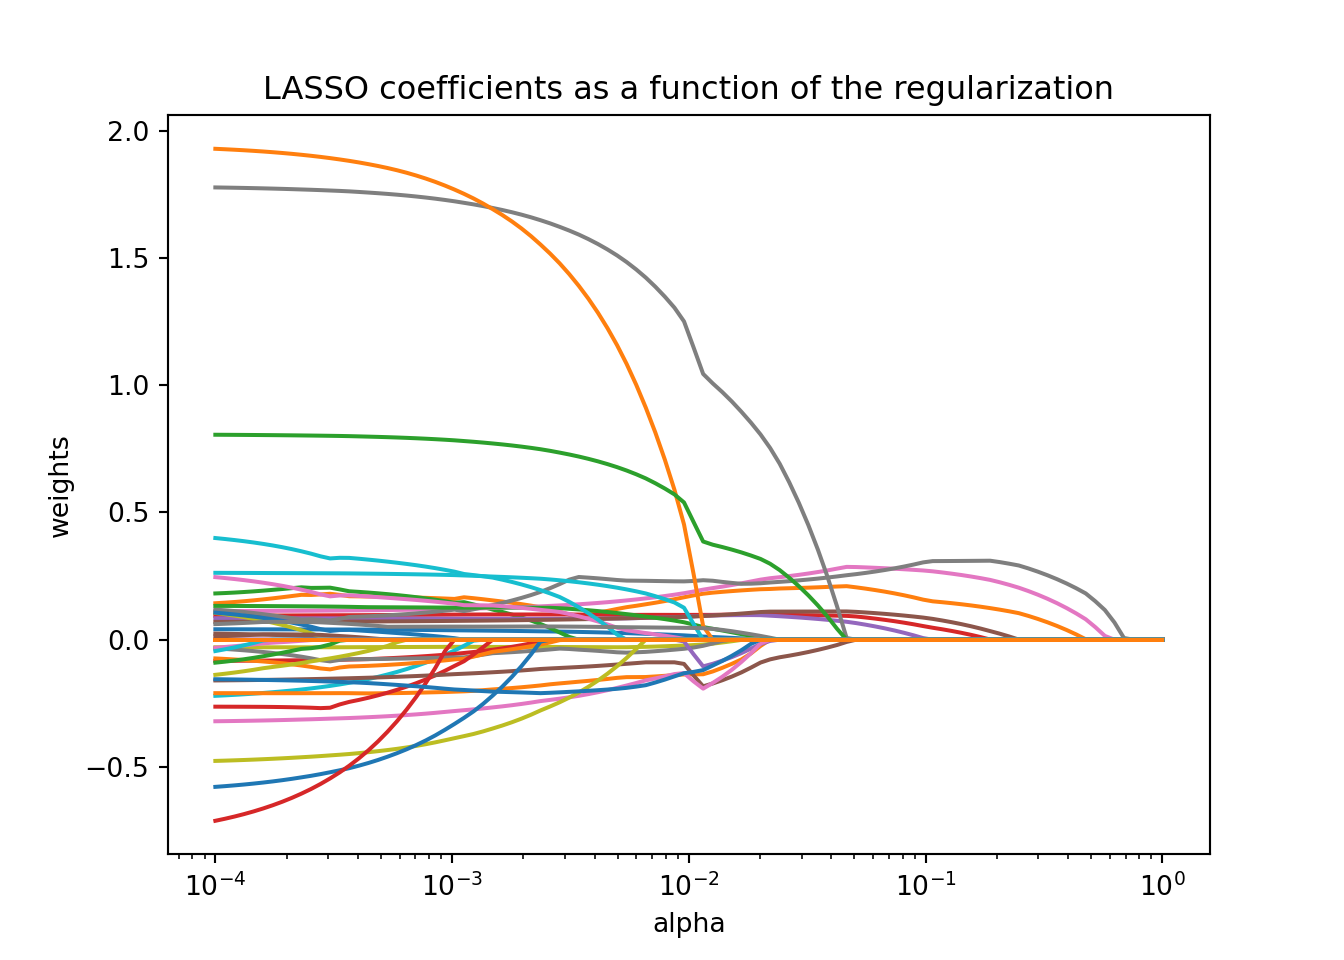 LASSO coefficients as a function of the regularization
2.0
1.5
1.0
0.5
0.0
−0.5
weights
10⁻⁴ 10⁻³ 10⁻² 10⁻¹ 10⁰
alpha